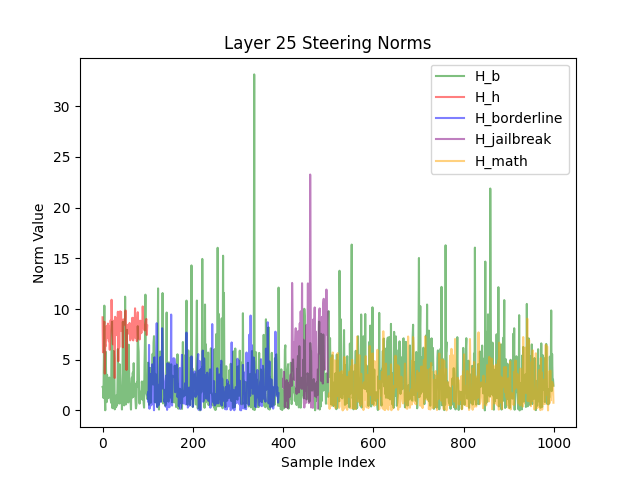 Layer 25 Steering Norms
H_b
H_h
H_borderline
H_jailbreak
H_math
Norm Value
30
25
20
15
10
5
0
0
200
400
600
800
1000
Sample Index